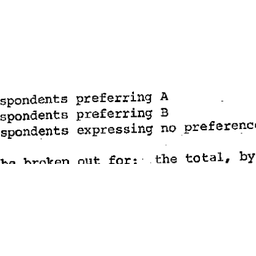 spondents preferring A
spondents preferring B
spondents expressing no preference
be broken out for: the total, by